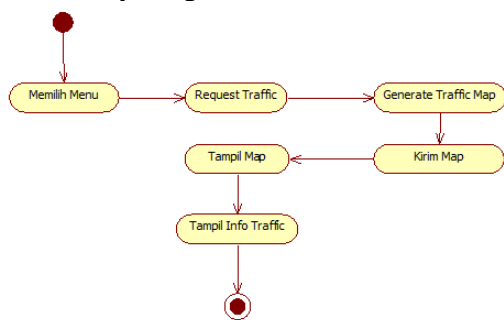 Memilih Menu
Request Traffic
Generate Traffic Map
Tampil Map
Kirim Map
Tampil Info Traffic